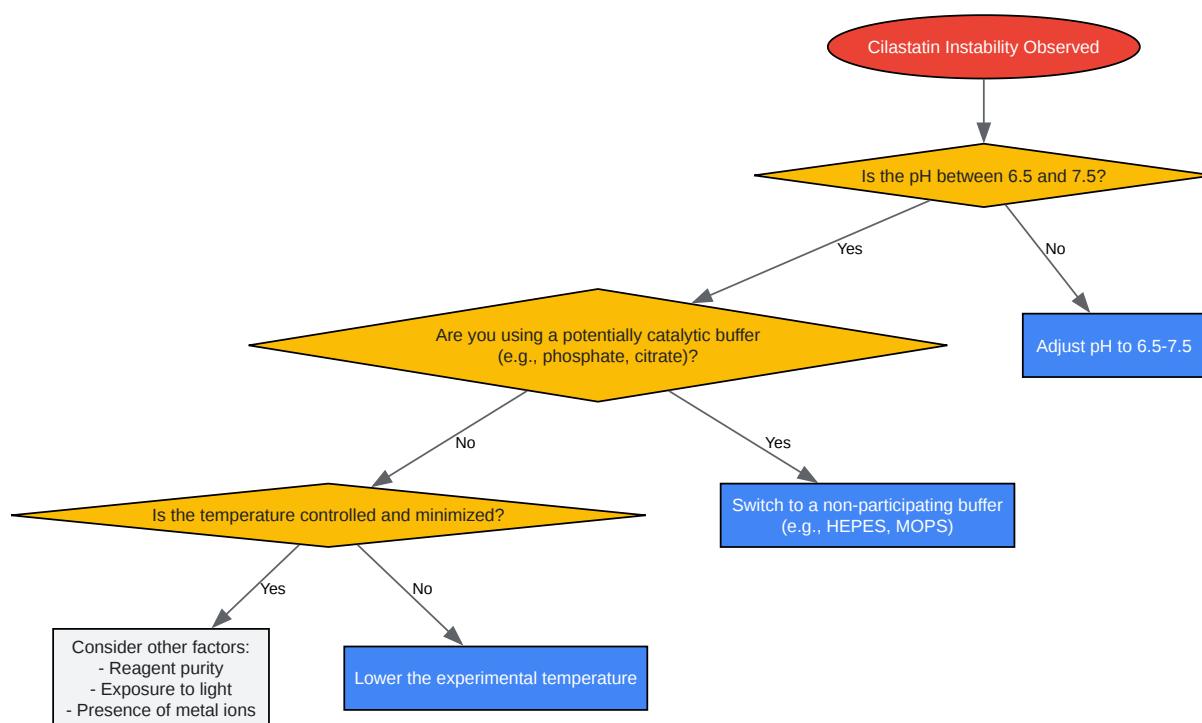 Cilastatin Instability Observed
Is the pH between 6.5 and 7.5?
Yes
No
Are you using a potentially catalytic buffer
(e.g., phosphate, citrate)?
Adjust pH to 6.5-7.5
No
Yes
Is the temperature controlled and minimized?
Switch to a non-participating buffer
(e.g., HEPES, MOPS)
Yes
No
Consider other factors:
- Reagent purity
- Exposure to light
- Presence of metal ions
Lower the experimental temperature